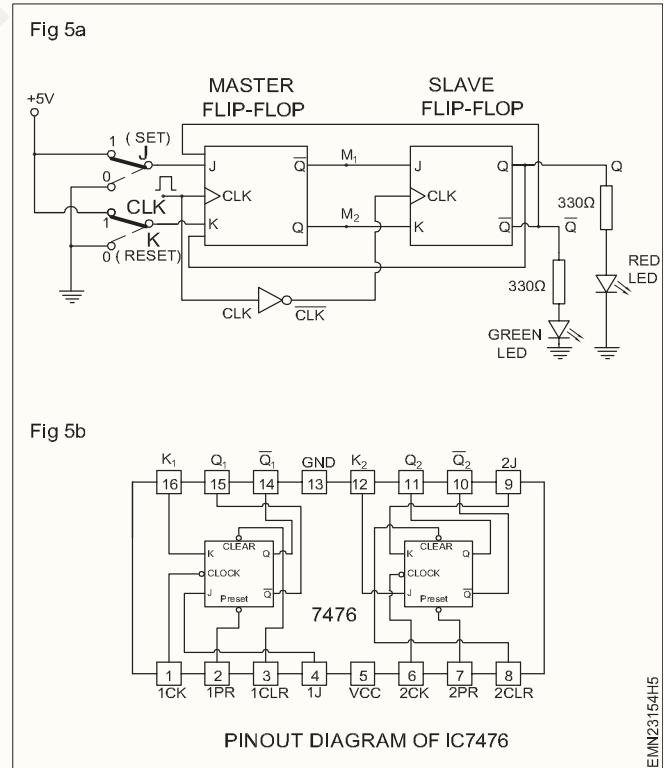 Fig 5a
MASTER
FLIP-FLOP
SLAVE
FLIP-FLOP
+5V
1 ( SET)
J
0
CLK
1
K
0 ( RESET)
J
Q̅
CLK
K
Q
M₁
M₂
J
Q
CLK
K
Q̅
Q
Q̅
330Ω
330Ω
RED
LED
GREEN
LED
CLK
C̅L̅K̅
Fig 5b
K₁ Q₁ Q̅₁ GND K₂ Q₂ Q̅₂ 2J
16 15 14 13 12 11 10 9
CLEAR
K Q
CLOCK
J Q̅
Preset
CLEAR
K Q
CLOCK
J Q̅
Preset
7476
1 2 3 4 5 6 7 8
1CK 1PR 1CLR 1J VCC 2CK 2PR 2CLR
PINOUT DIAGRAM OF IC7476
EMN23154H5